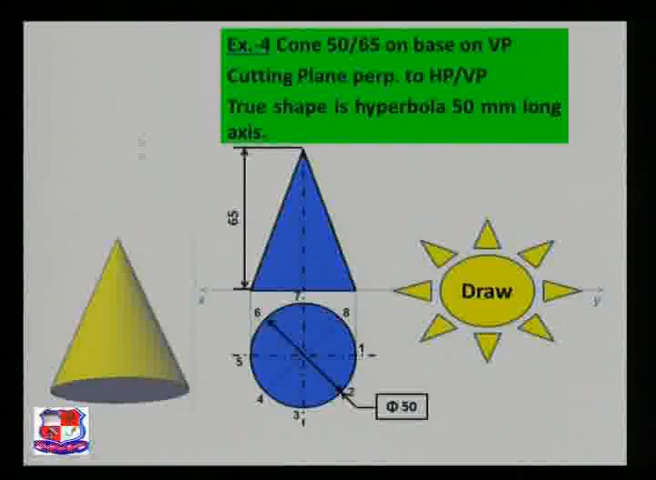 Ex.-4 Cone 50/65 on base on VP
Cutting Plane perp. to HP/VP
True shape is hyperbola 50 mm long
axis.
65
x
y
Draw
7
6
8
5
1
4
2
3
Φ 50